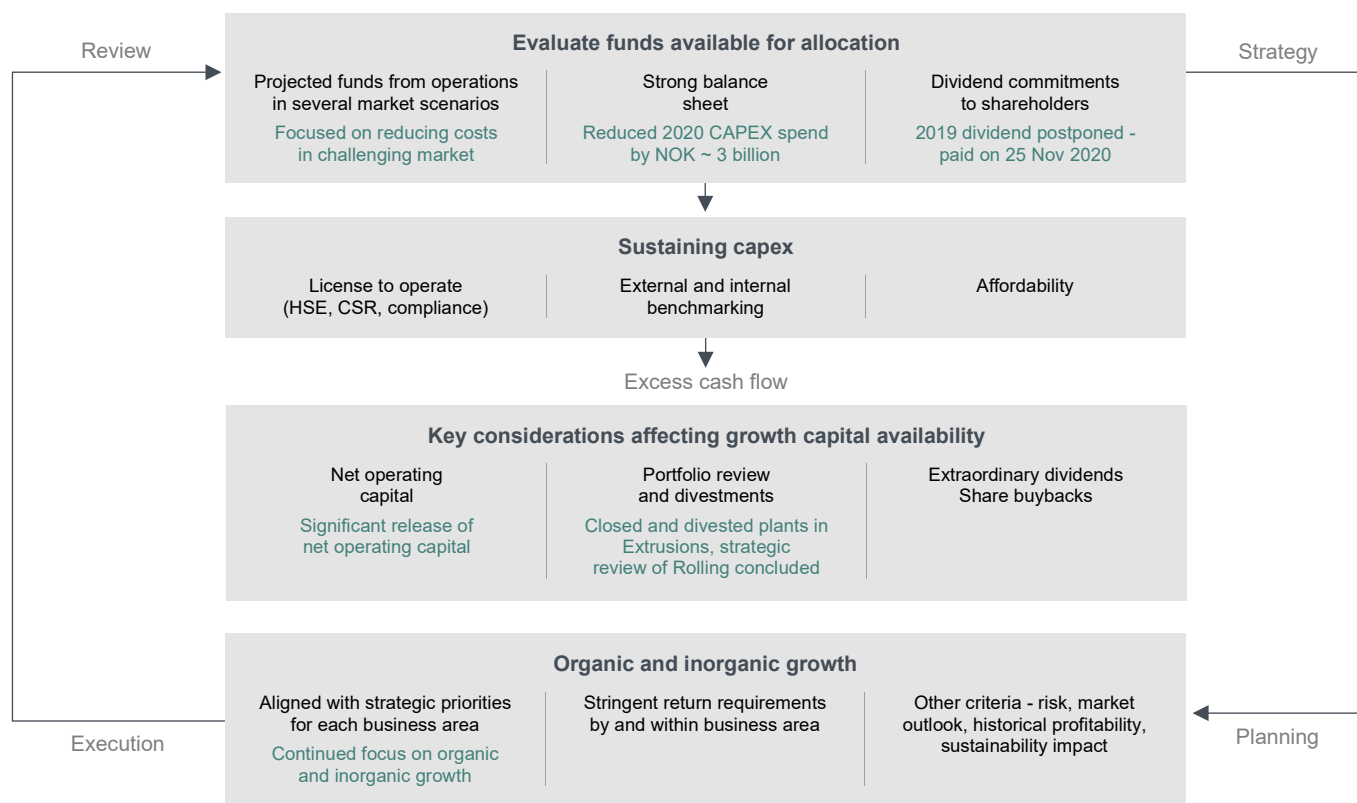 Review
Strategy
Evaluate funds available for allocation
Projected funds from operations
in several market scenarios
Focused on reducing costs
in challenging market
Strong balance
sheet
Reduced 2020 CAPEX spend
by NOK ~ 3 billion
Dividend commitments
to shareholders
2019 dividend postponed -
paid on 25 Nov 2020
Sustaining capex
License to operate
(HSE, CSR, compliance)
External and internal
benchmarking
Affordability
Excess cash flow
Key considerations affecting growth capital availability
Net operating
capital
Significant release of
net operating capital
Portfolio review
and divestments
Closed and divested plants in
Extrusions, strategic
review of Rolling concluded
Extraordinary dividends
Share buybacks
Organic and inorganic growth
Aligned with strategic priorities
for each business area
Continued focus on organic
and inorganic growth
Stringent return requirements
by and within business area
Other criteria - risk, market
outlook, historical profitability,
sustainability impact
Execution
Planning